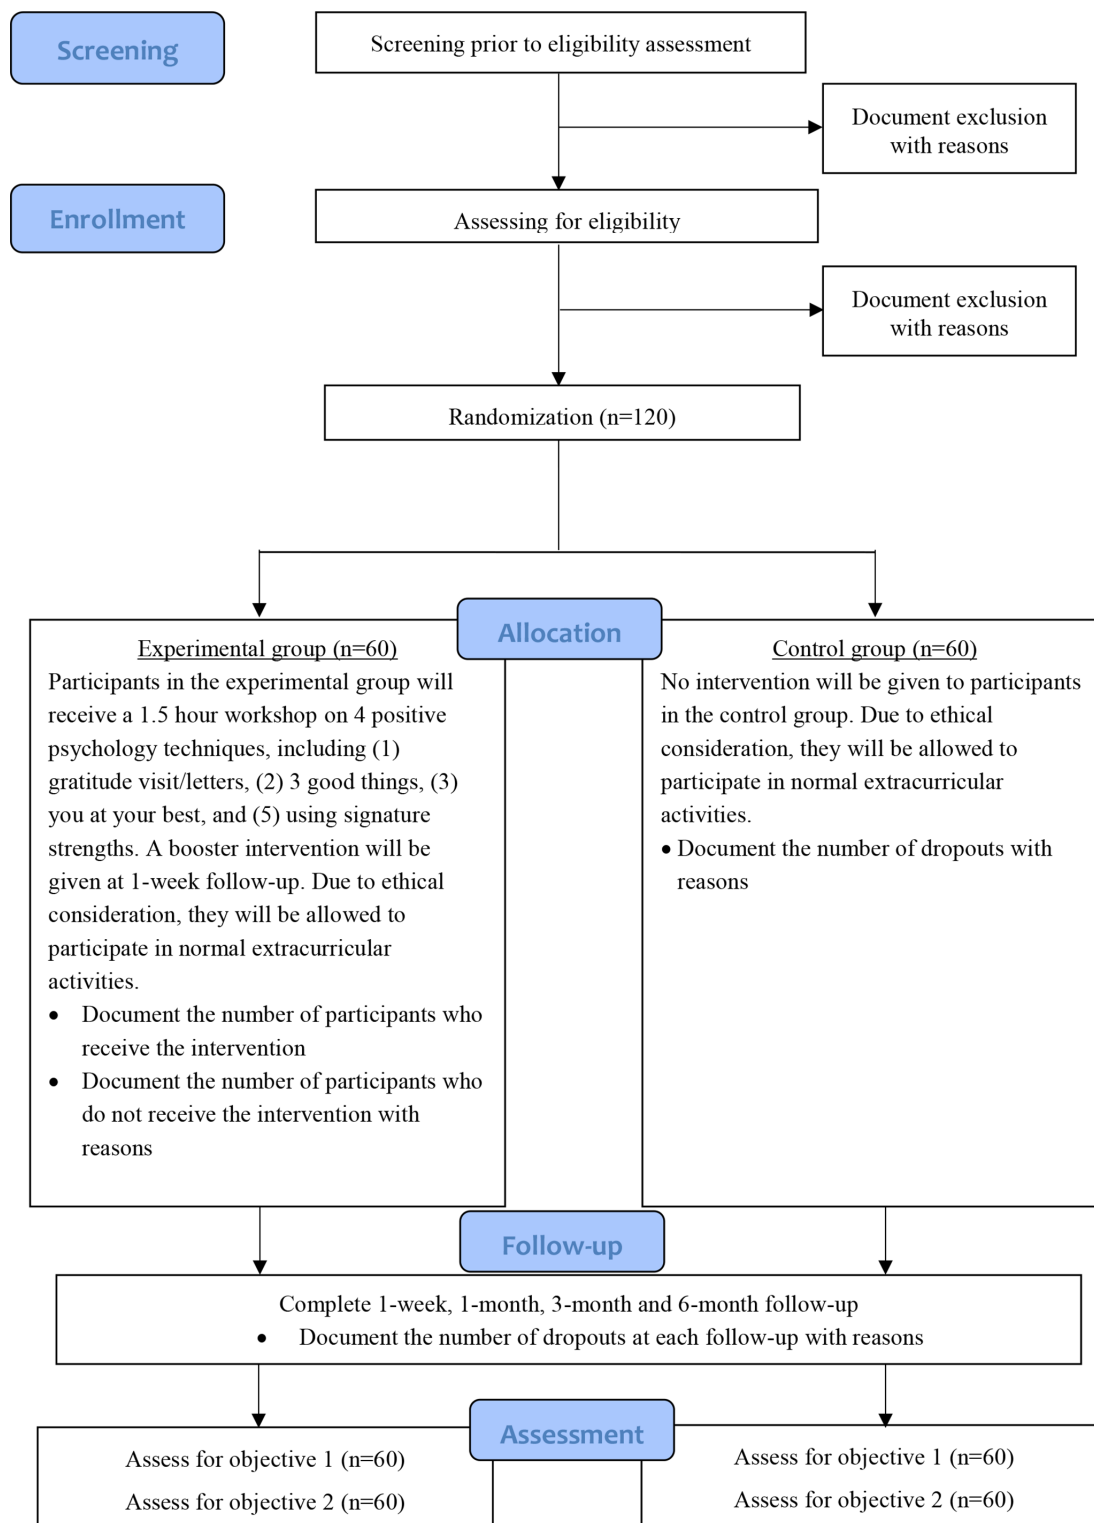 Screening
Screening prior to eligibility assessment
Document exclusion
with reasons
Enrollment
Assessing for eligibility
Document exclusion
with reasons
Randomization (n=120)
Allocation
Experimental group (n=60)
Participants in the experimental group will
receive a 1.5 hour workshop on 4 positive
psychology techniques, including (1)
gratitude visit/letters, (2) 3 good things, (3)
you at your best, and (5) using signature
strengths. A booster intervention will be
given at 1-week follow-up. Due to ethical
consideration, they will be allowed to
participate in normal extracurricular
activities.
• Document the number of participants who
receive the intervention
• Document the number of participants who
do not receive the intervention with
reasons
Control group (n=60)
No intervention will be given to participants
in the control group. Due to ethical
consideration, they will be allowed to
participate in normal extracurricular
activities.
• Document the number of dropouts with
reasons
Follow-up
Complete 1-week, 1-month, 3-month and 6-month follow-up
• Document the number of dropouts at each follow-up with reasons
Assessment
Assess for objective 1 (n=60)
Assess for objective 2 (n=60)
Assess for objective 1 (n=60)
Assess for objective 2 (n=60)